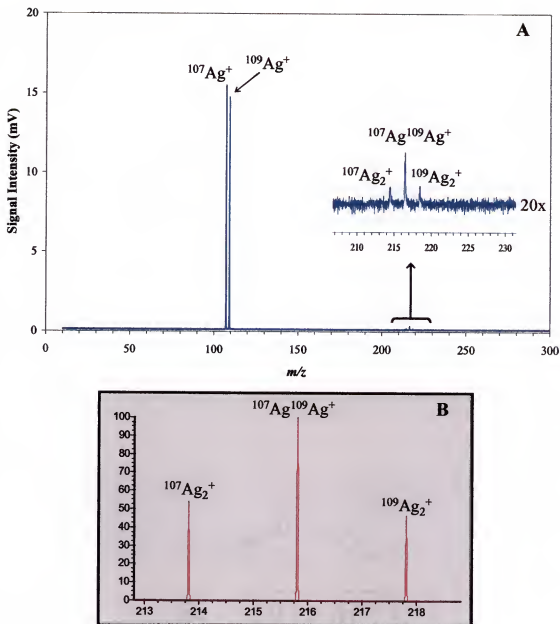 A
20
15
10
5
0
Signal Intensity (mV)
¹⁰⁷Ag⁺
¹⁰⁹Ag⁺
¹⁰⁷Ag¹⁰⁹Ag⁺
¹⁰⁷Ag₂⁺
¹⁰⁹Ag₂⁺
20x
210 215 220 225 230
0 50 100 150 200 250 300
m/z
B
¹⁰⁷Ag¹⁰⁹Ag⁺
¹⁰⁷Ag₂⁺
¹⁰⁹Ag₂⁺
100
90
80
70
60
50
40
30
20
10
0
213 214 215 216 217 218